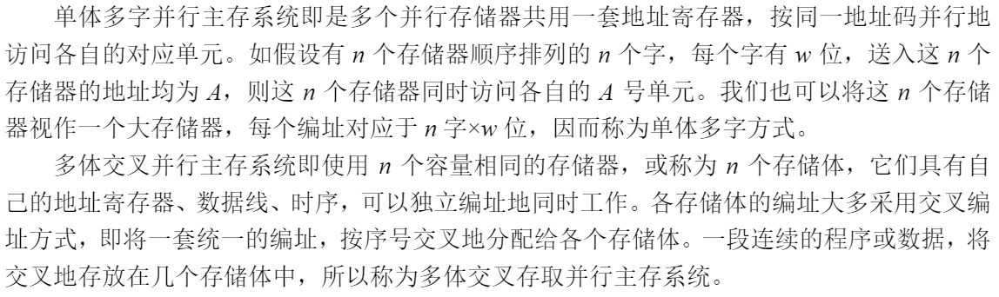 单体多字并行主存系统即是多个并行存储器共用一套地址寄存器，按同一地址码并行地
访问各自的对应单元。如假设有 n 个存储器顺序排列的 n 个字，每个字有 w 位，送入这 n 个
存储器的地址均为 A，则这 n 个存储器同时访问各自的 A 号单元。我们也可以将这 n 个存储
器视作一个大存储器，每个编址对应于 n 字×w 位，因而称为单体多字方式。
多体交叉并行主存系统即使用 n 个容量相同的存储器，或称为 n 个存储体，它们具有自
己的地址寄存器、数据线、时序，可以独立编址地同时工作。各存储体的编址大多采用交叉编
址方式，即将一套统一的编址，按序号交叉地分配给各个存储体。一段连续的程序或数据，将
交叉地存放在几个存储体中，所以称为多体交叉存取并行主存系统。